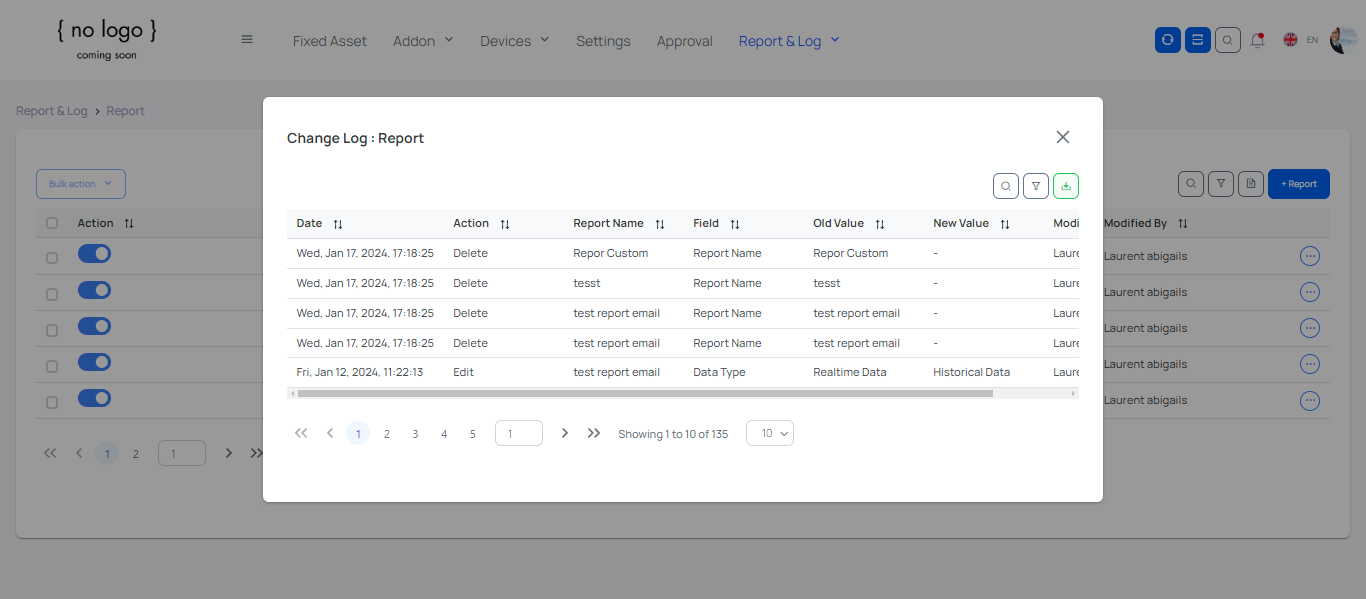 { no logo }
coming soon
Fixed Asset Addon Devices Settings Approval Report & Log EN
Report & Log > Report
Change Log : Report
Bulk action
+ Report
Action
Modified By
Date Action Report Name Field Old Value New Value Modi
Wed, Jan 17, 2024, 17:18:25 Delete Repor Custom Report Name Repor Custom - Laure
Wed, Jan 17, 2024, 17:18:25 Delete tesst Report Name tesst - Laure
Wed, Jan 17, 2024, 17:18:25 Delete test report email Report Name test report email - Laure
Wed, Jan 17, 2024, 17:18:25 Delete test report email Report Name test report email - Laure
Fri, Jan 12, 2024, 11:22:13 Edit test report email Data Type Realtime Data Historical Data Laure
Laurent abigails
Laurent abigails
Laurent abigails
Laurent abigails
Laurent abigails
1 2 3 4 5 1 Showing 1 to 10 of 135 10
1 2 1